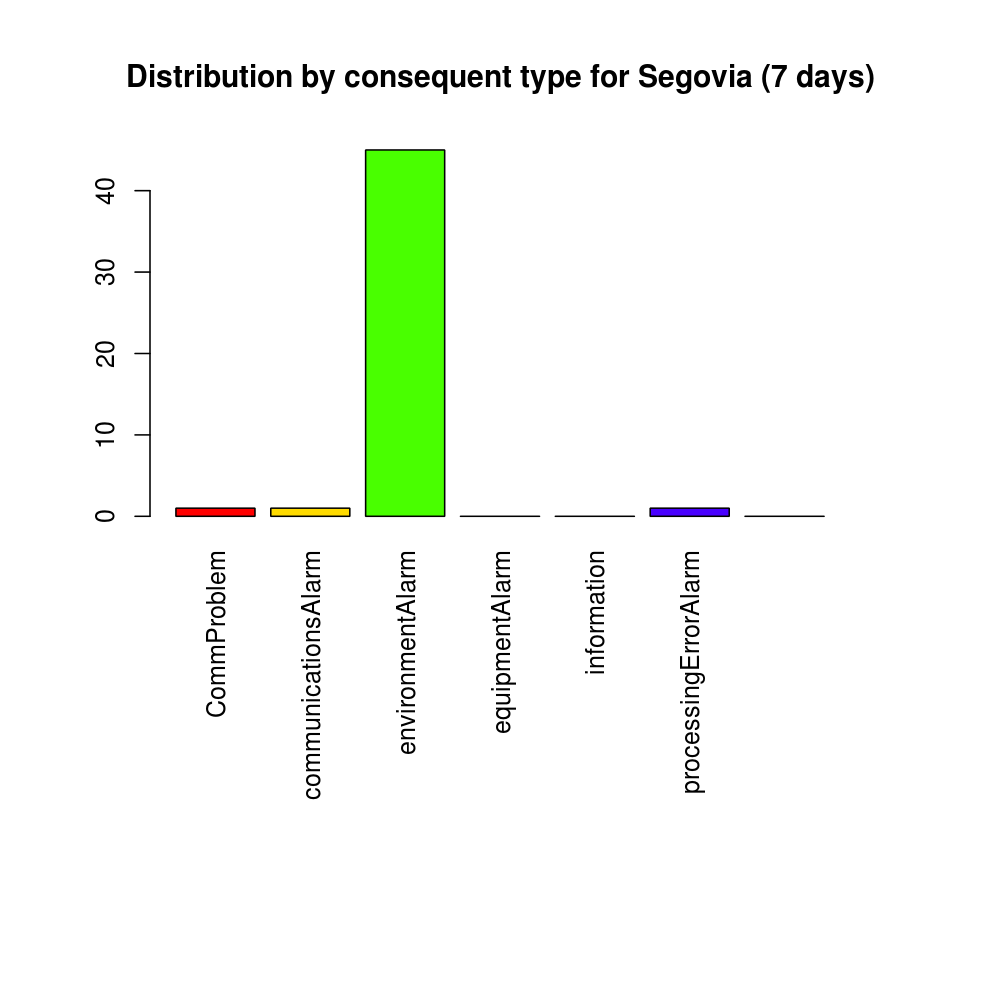 Distribution by consequent type for Segovia (7 days)
40
30
20
10
0
CommProblem
communicationsAlarm
environmentAlarm
equipmentAlarm
information
processingErrorAlarm